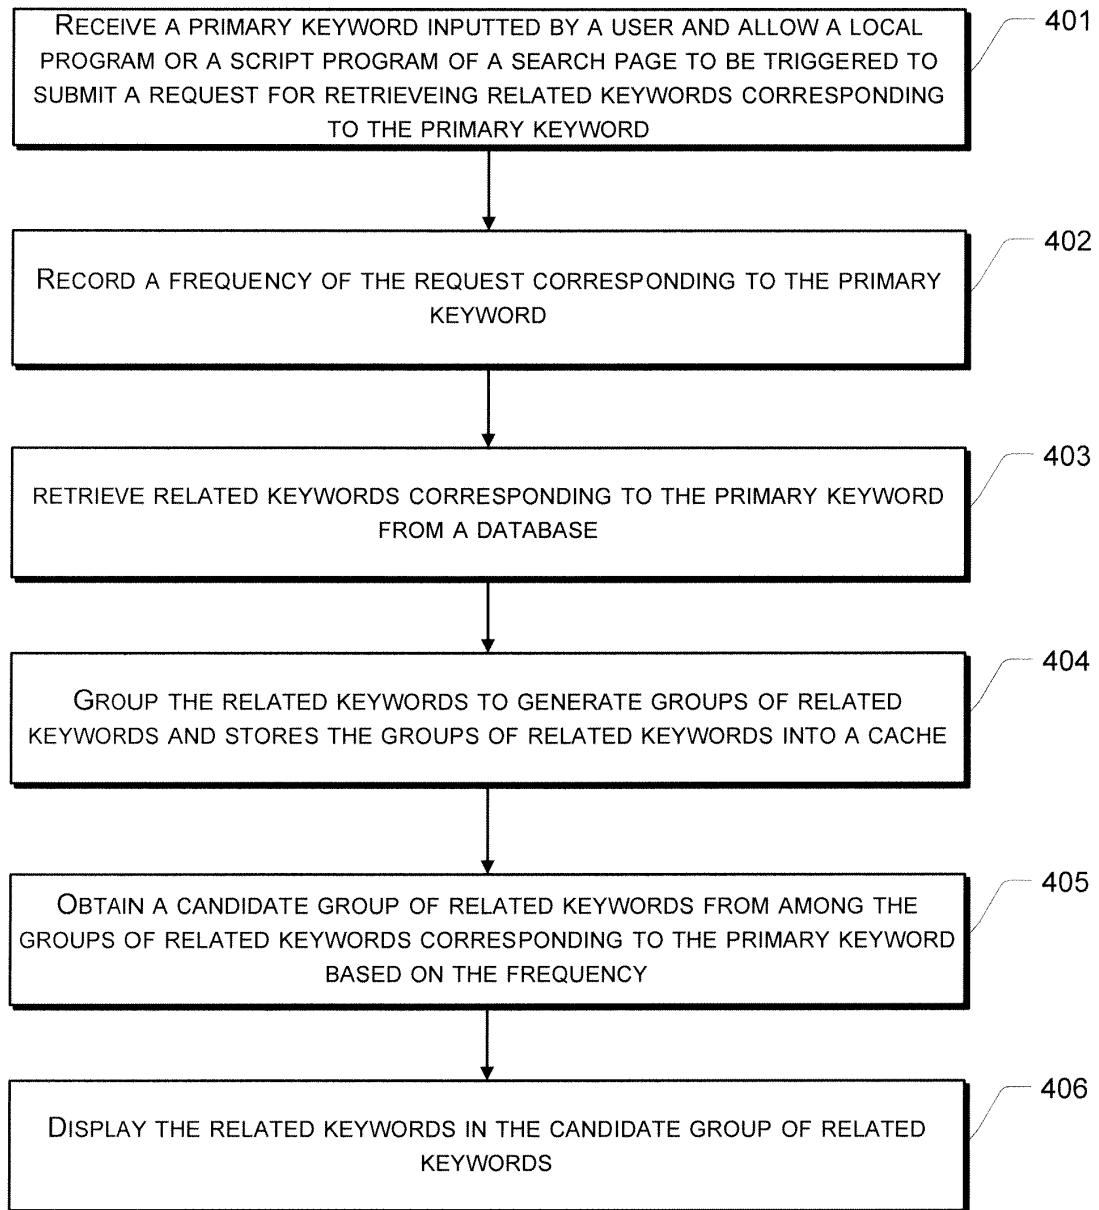 RECEIVE A PRIMARY KEYWORD INPUTTED BY A USER AND ALLOW A LOCAL
PROGRAM OR A SCRIPT PROGRAM OF A SEARCH PAGE TO BE TRIGGERED TO
SUBMIT A REQUEST FOR RETRIEVEING RELATED KEYWORDS CORRESPONDING
TO THE PRIMARY KEYWORD
401
RECORD A FREQUENCY OF THE REQUEST CORRESPONDING TO THE PRIMARY
KEYWORD
402
RETRIEVE RELATED KEYWORDS CORRESPONDING TO THE PRIMARY KEYWORD
FROM A DATABASE
403
GROUP THE RELATED KEYWORDS TO GENERATE GROUPS OF RELATED
KEYWORDS AND STORES THE GROUPS OF RELATED KEYWORDS INTO A CACHE
404
OBTAIN A CANDIDATE GROUP OF RELATED KEYWORDS FROM AMONG THE
GROUPS OF RELATED KEYWORDS CORRESPONDING TO THE PRIMARY KEYWORD
BASED ON THE FREQUENCY
405
DISPLAY THE RELATED KEYWORDS IN THE CANDIDATE GROUP OF RELATED
KEYWORDS
406